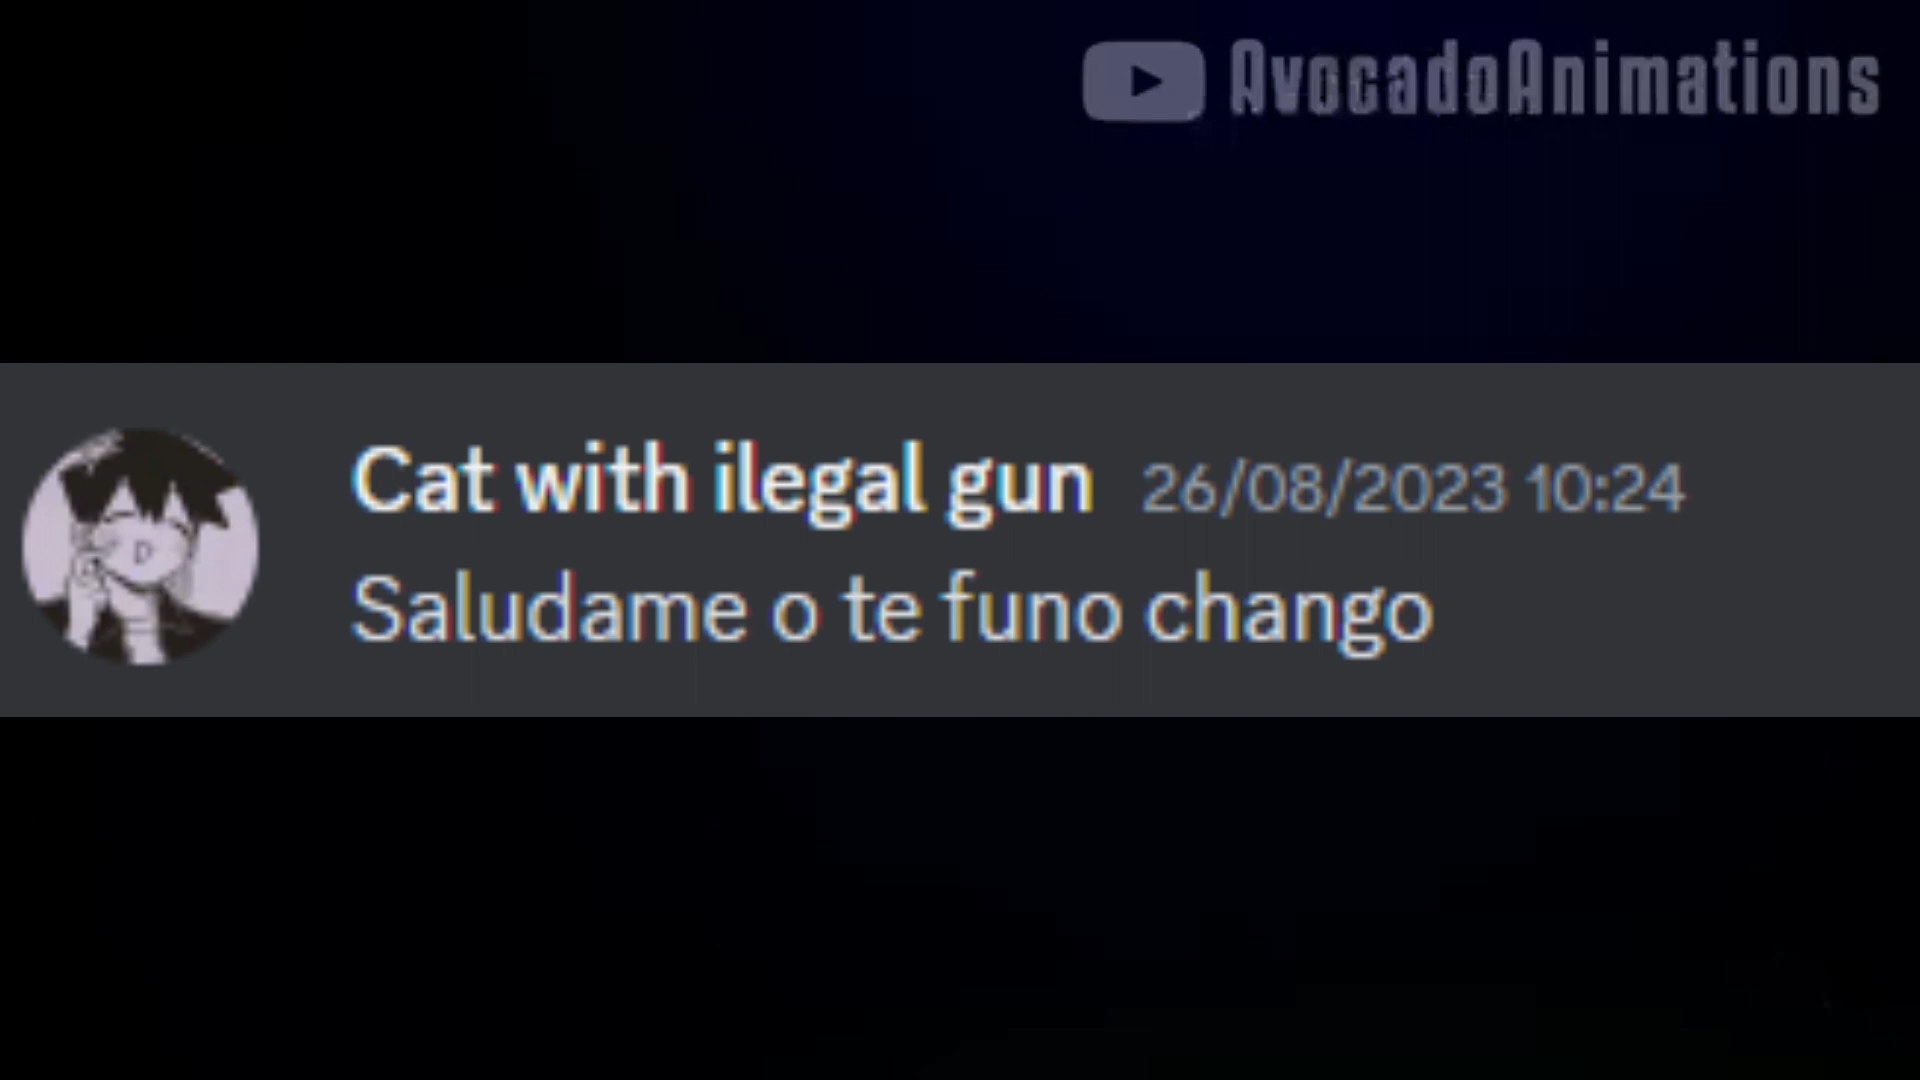 AvocadoAnimations
Cat with ilegal gun 26/08/2023 10:24
Saludame o te funo chango